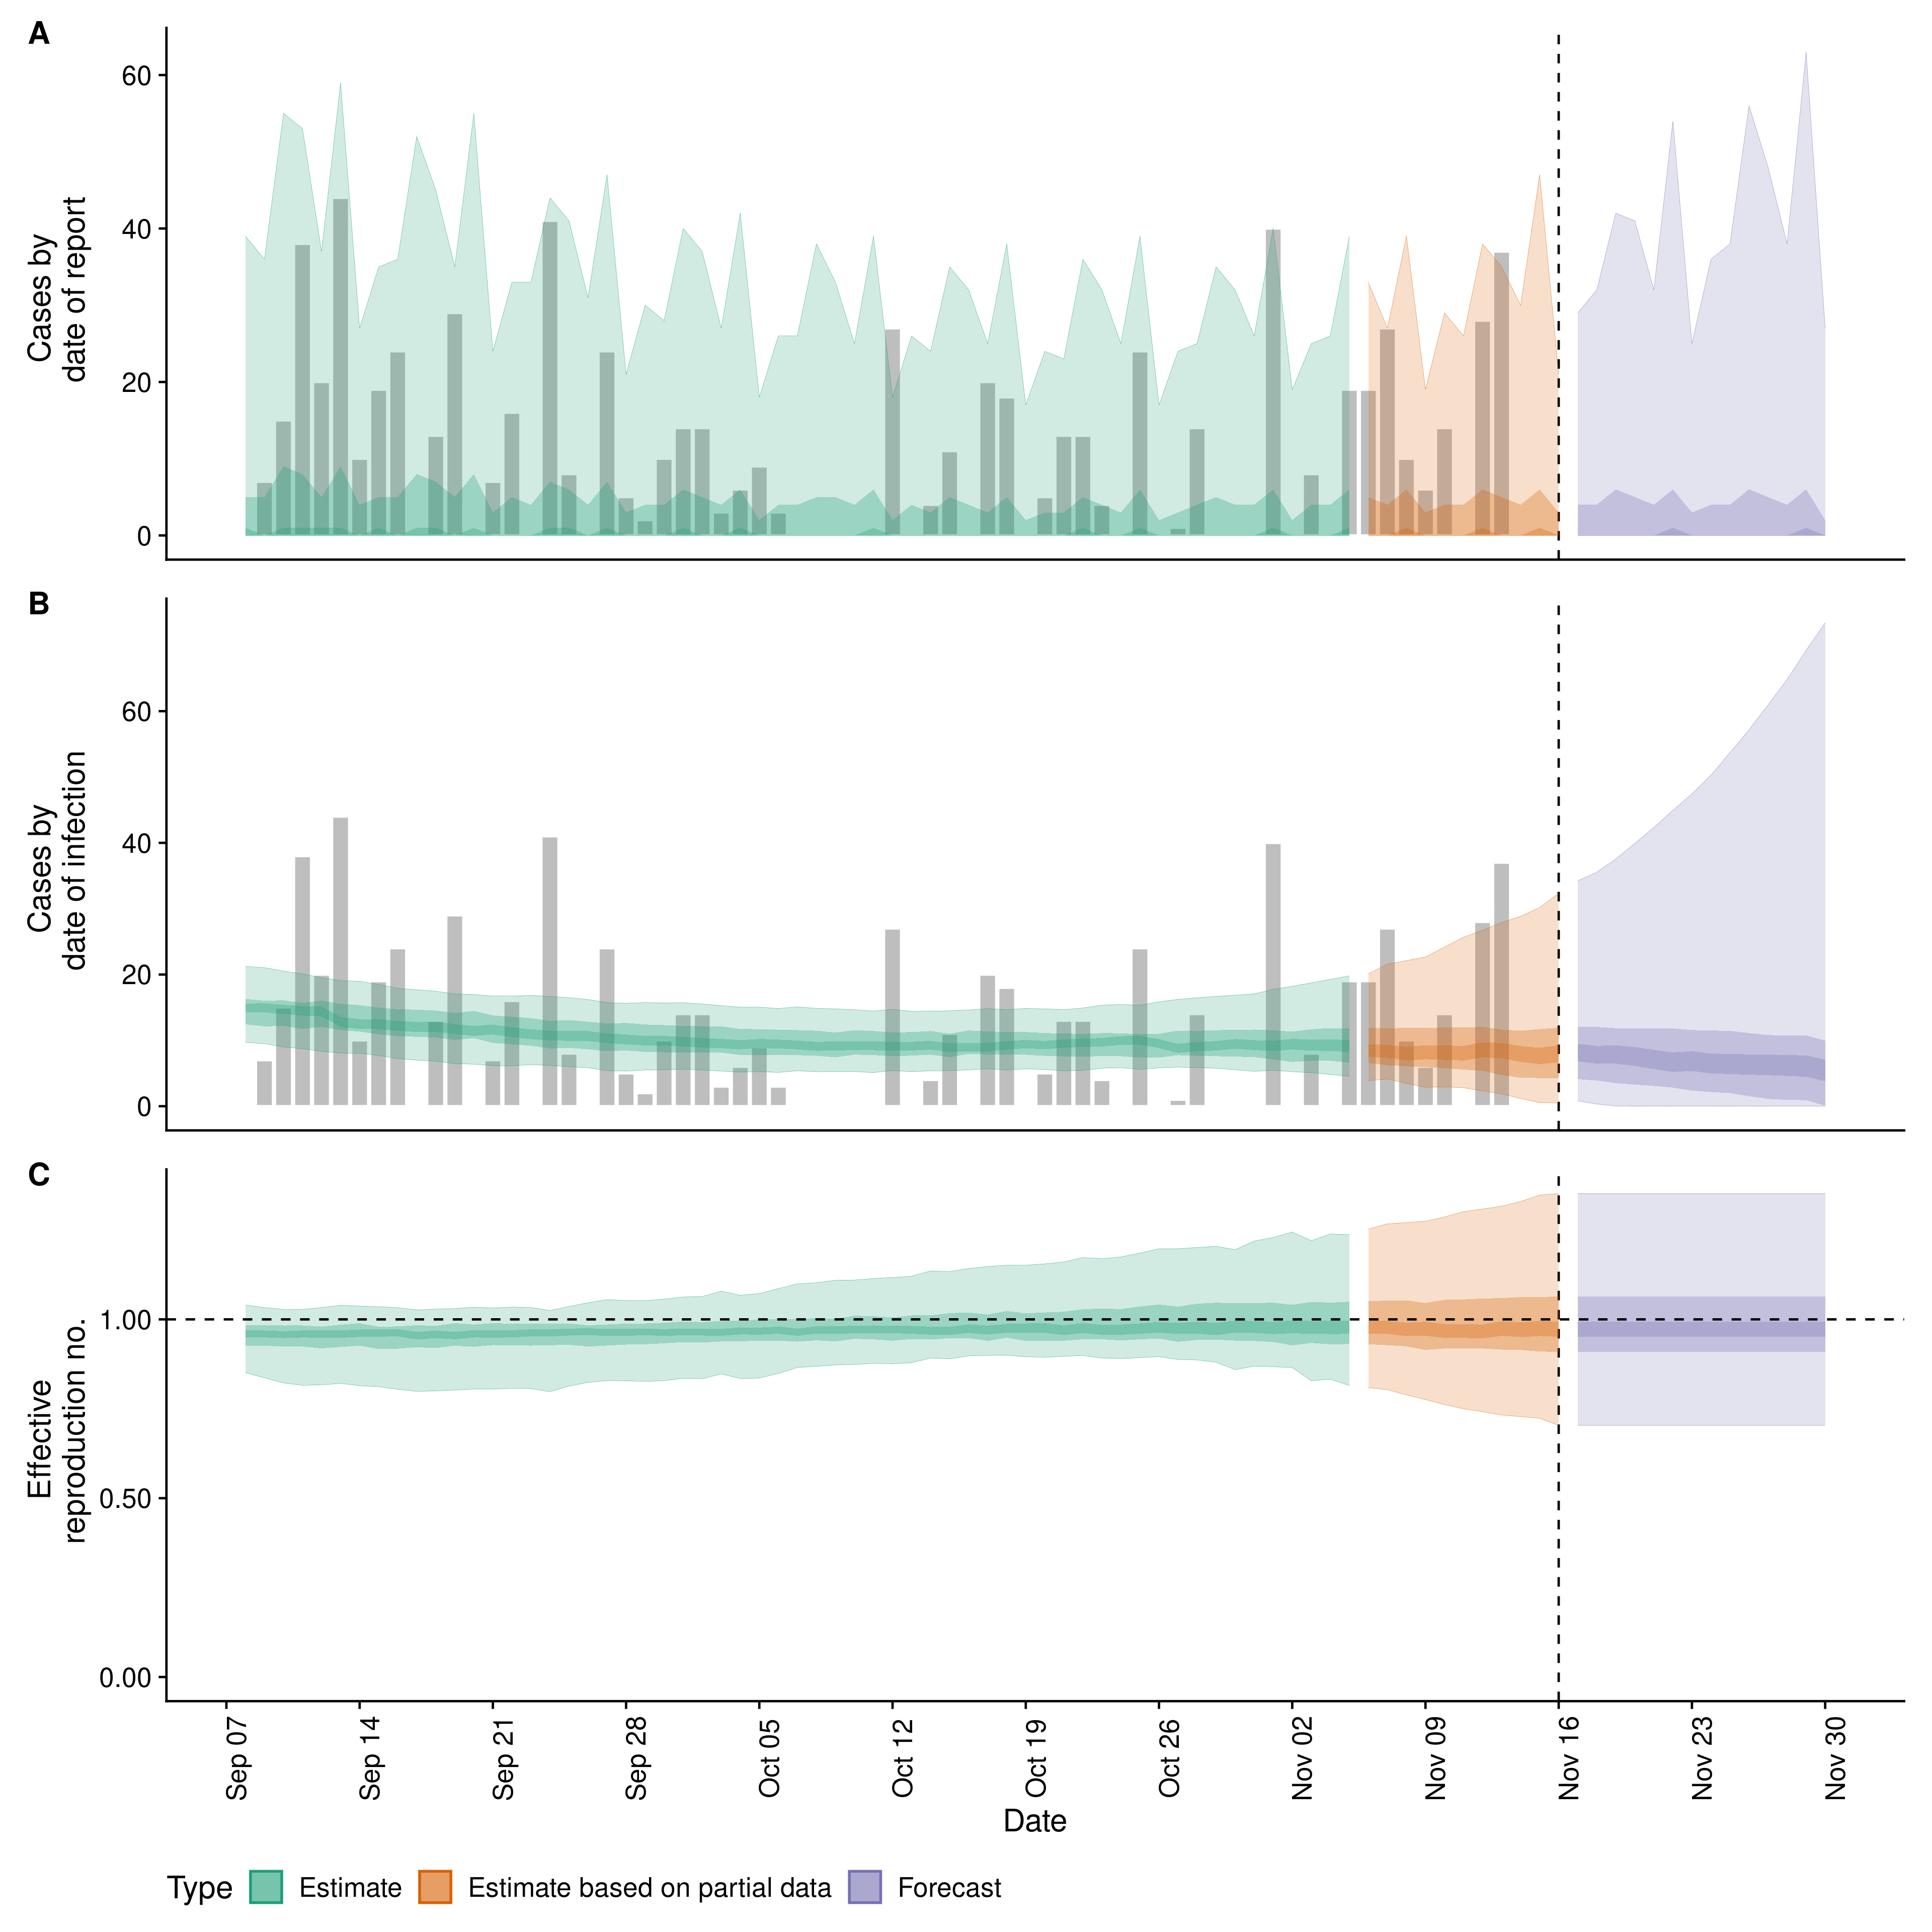 A
Cases by
date of report
60
40
20
0
B
Cases by
date of infection
60
40
20
0
C
Effective
reproduction no.
1.00
0.50
0.00
Sep 07
Sep 14
Sep 21
Sep 28
Oct 05
Oct 12
Oct 19
Oct 26
Nov 02
Nov 09
Nov 16
Nov 23
Nov 30
Date
Type Estimate Estimate based on partial data Forecast